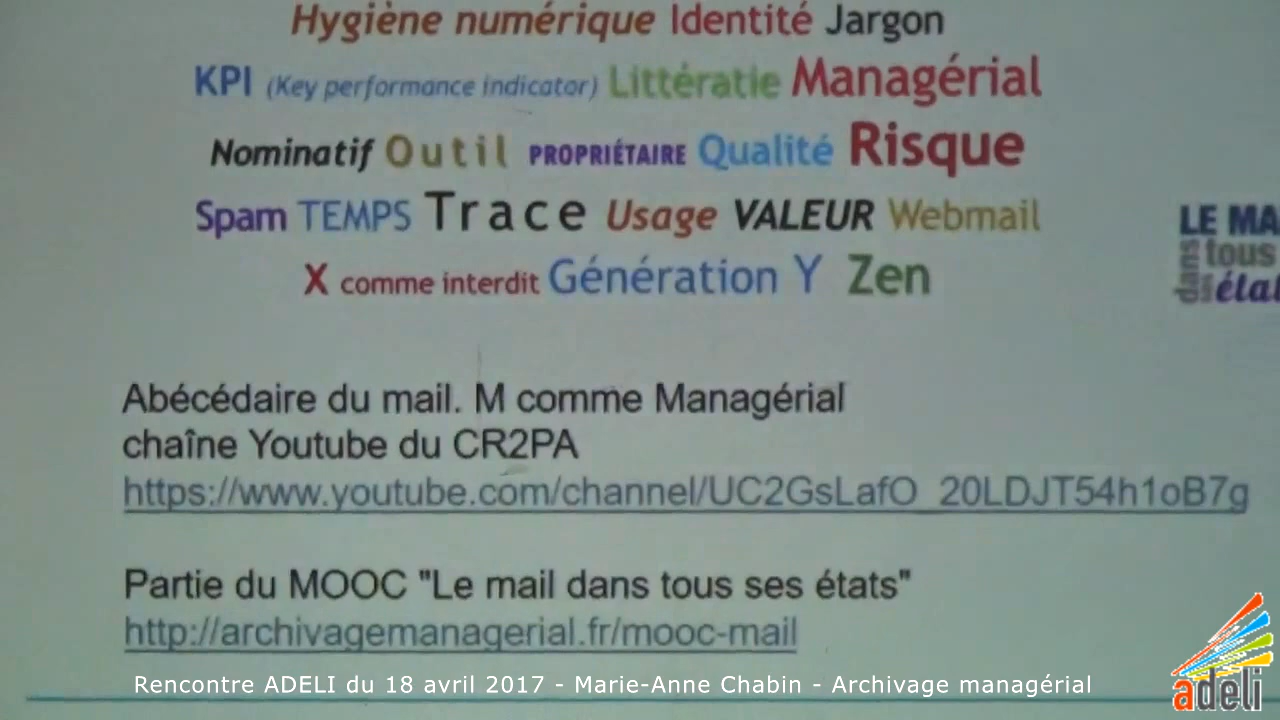 Hygiène numérique Identité Jargon
KPI (Key performance indicator) Littératie Managérial
Nominatif Outil PROPRIÉTAIRE Qualité Risque
Spam TEMPS Trace Usage VALEUR Webmail
X comme interdit Génération Y Zen
LE MA
dans tous
état
Abécédaire du mail. M comme Managérial
chaîne Youtube du CR2PA
https://www.youtube.com/channel/UC2GsLafO_20LDJT54h1oB7g
Partie du MOOC "Le mail dans tous ses états"
http://archivagemanagerial.fr/mooc-mail
Rencontre ADELI du 18 avril 2017 - Marie-Anne Chabin - Archivage managérial
adeli